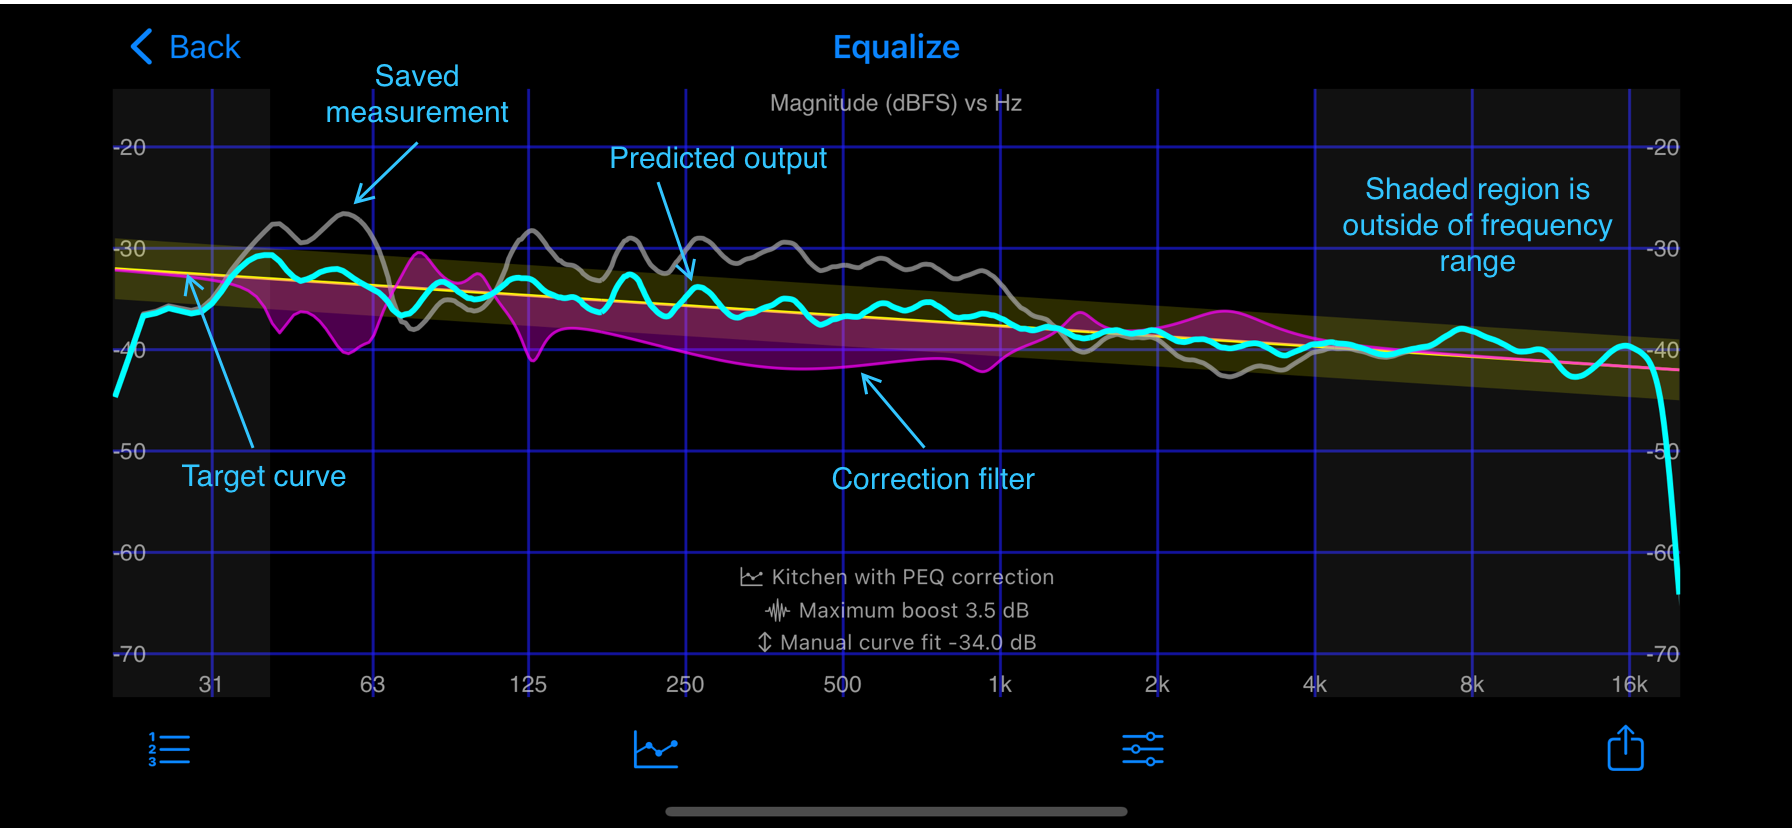 Back
Equalize
Saved
measurement
Magnitude (dBFS) vs Hz
Predicted output
Shaded region is
outside of frequency
range
-20
-30
-40
-50
-60
-70
-20
-30
-40
-50
-60
-70
Target curve
Correction filter
Kitchen with PEQ correction
Maximum boost 3.5 dB
Manual curve fit -34.0 dB
31 63 125 250 500 1k 2k 4k 8k 16k
1
2
3